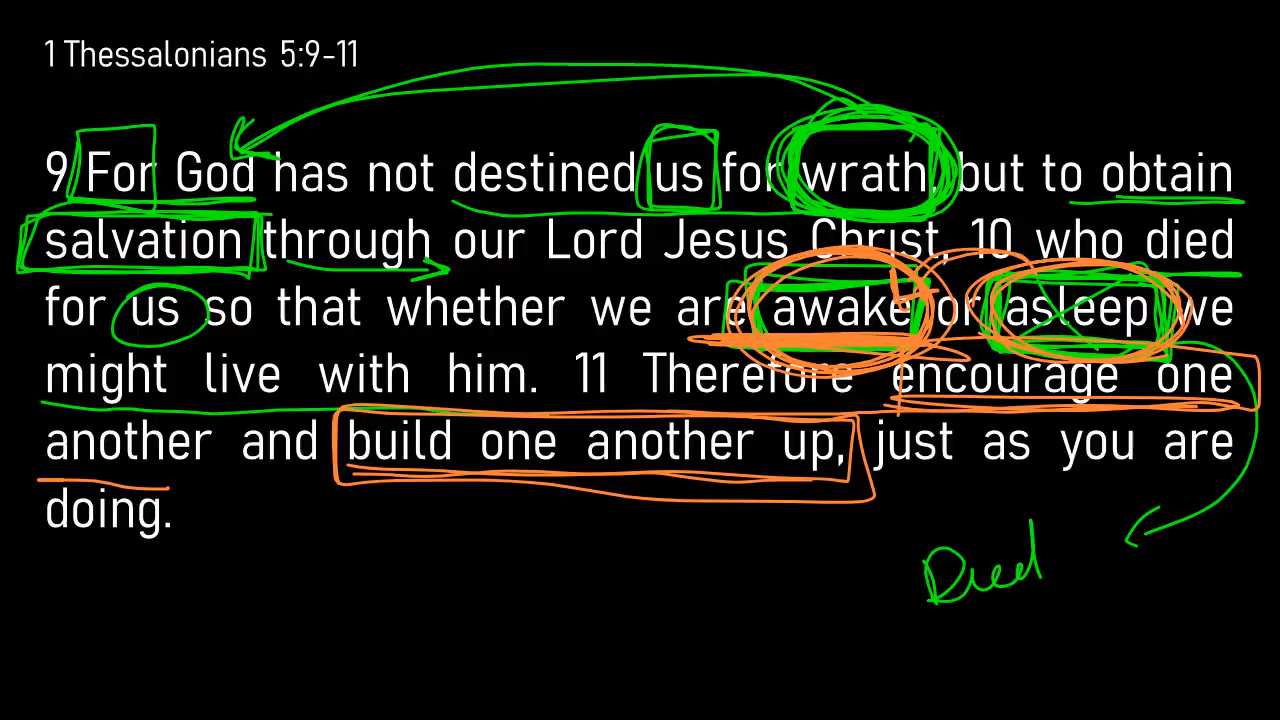 1 Thessalonians 5:9-11
9 For God has not destined us for wrath, but to obtain
salvation through our Lord Jesus Christ, 10 who died
for us so that whether we are awake or asleep we
might live with him. 11 Therefore encourage one
another and build one another up, just as you are
doing.
Died